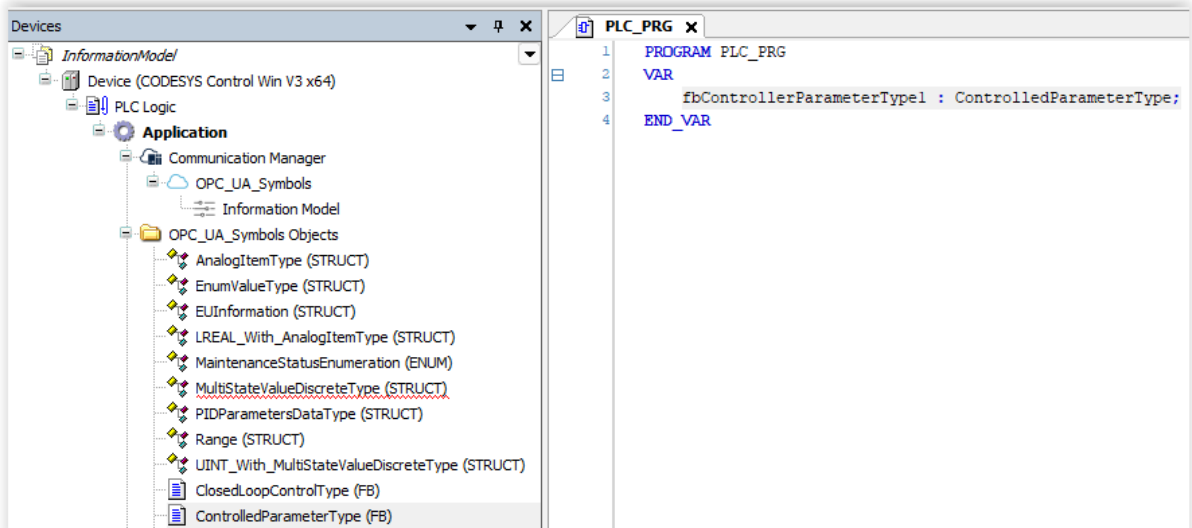 Devices
InformationModel
Device (CODESYS Control Win V3 x64)
PLC Logic
Application
Communication Manager
OPC_UA_Symbols
Information Model
OPC_UA_Symbols Objects
AnalogItemType (STRUCT)
EnumValueType (STRUCT)
EUInformation (STRUCT)
LREAL_With_AnalogItemType (STRUCT)
MaintenanceStatusEnumeration (ENUM)
MultiStateValueDiscreteType (STRUCT)
PIDParametersDataType (STRUCT)
Range (STRUCT)
UINT_With_MultiStateValueDiscreteType (STRUCT)
ClosedLoopControlType (FB)
ControlledParameterType (FB)
PLC_PRG
1 PROGRAM PLC_PRG
2 VAR
3 fbControllerParameterType1 : ControlledParameterType;
4 END_VAR